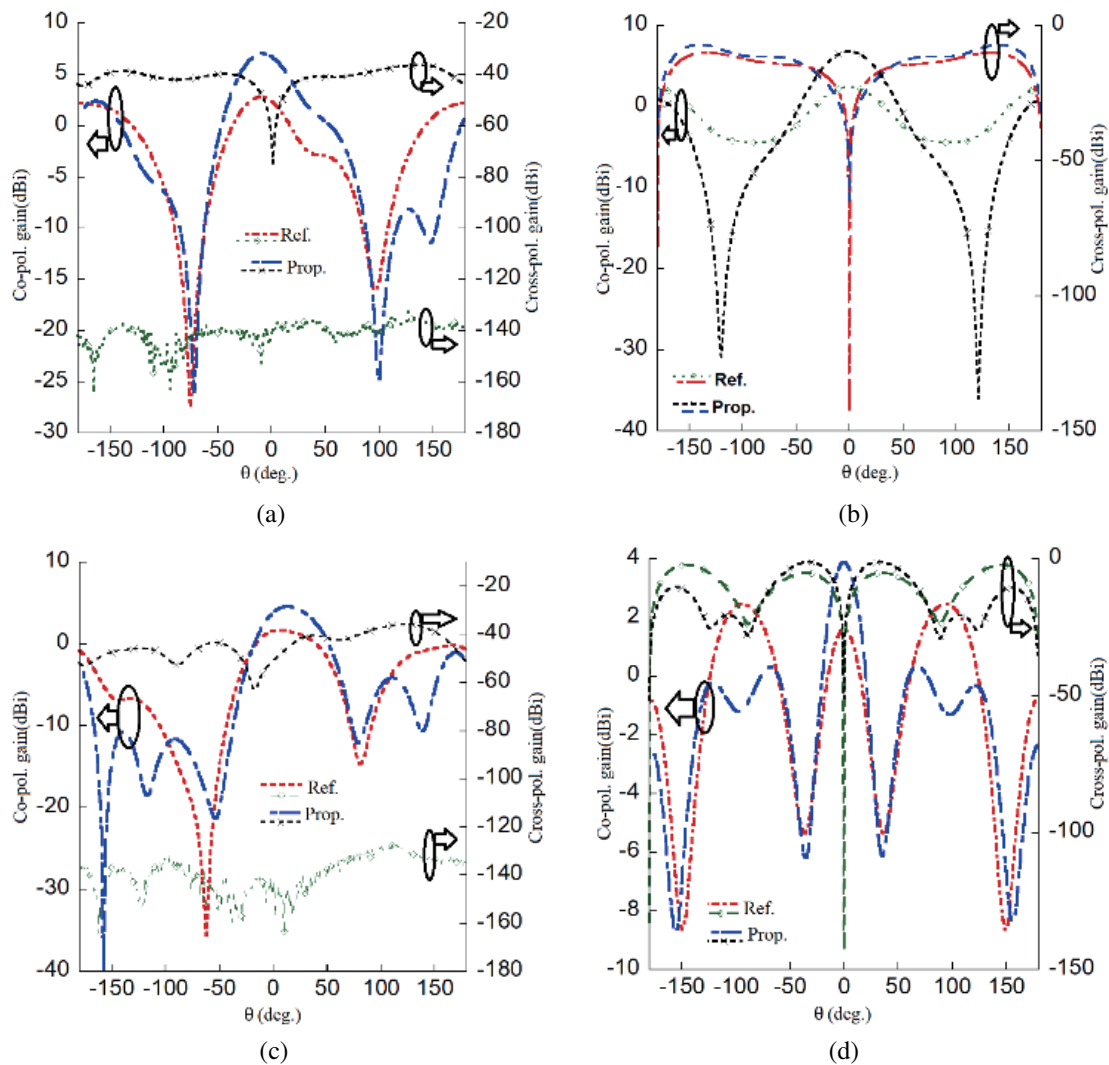 10
5
0
-5
-10
-15
-20
-25
-30
Co-pol. gain(dBi)
-20
-40
-60
-80
-100
-120
-140
-160
-180
Cross-pol. gain(dBi)
Ref.
Prop.
-150 -100 -50 0 50 100 150
θ (deg.)
(a)
10
0
-10
-20
-30
-40
Co-pol. gain(dBi)
0
-50
-100
-150
Cross-pol. gain(dBi)
Ref.
Prop.
-150 -100 -50 0 50 100 150
θ (deg.)
(b)
10
0
-10
-20
-30
-40
Co-pol. gain(dBi)
-20
-40
-60
-80
-100
-120
-140
-160
-180
Cross-pol. gain(dBi)
Ref.
Prop.
-150 -100 -50 0 50 100 150
θ (deg.)
(c)
4
2
0
-2
-4
-6
-8
-10
Co-pol. gain(dBi)
0
-50
-100
-150
Cross-pol. gain(dBi)
Ref.
Prop.
-150 -100 -50 0 50 100 150
θ (deg.)
(d)